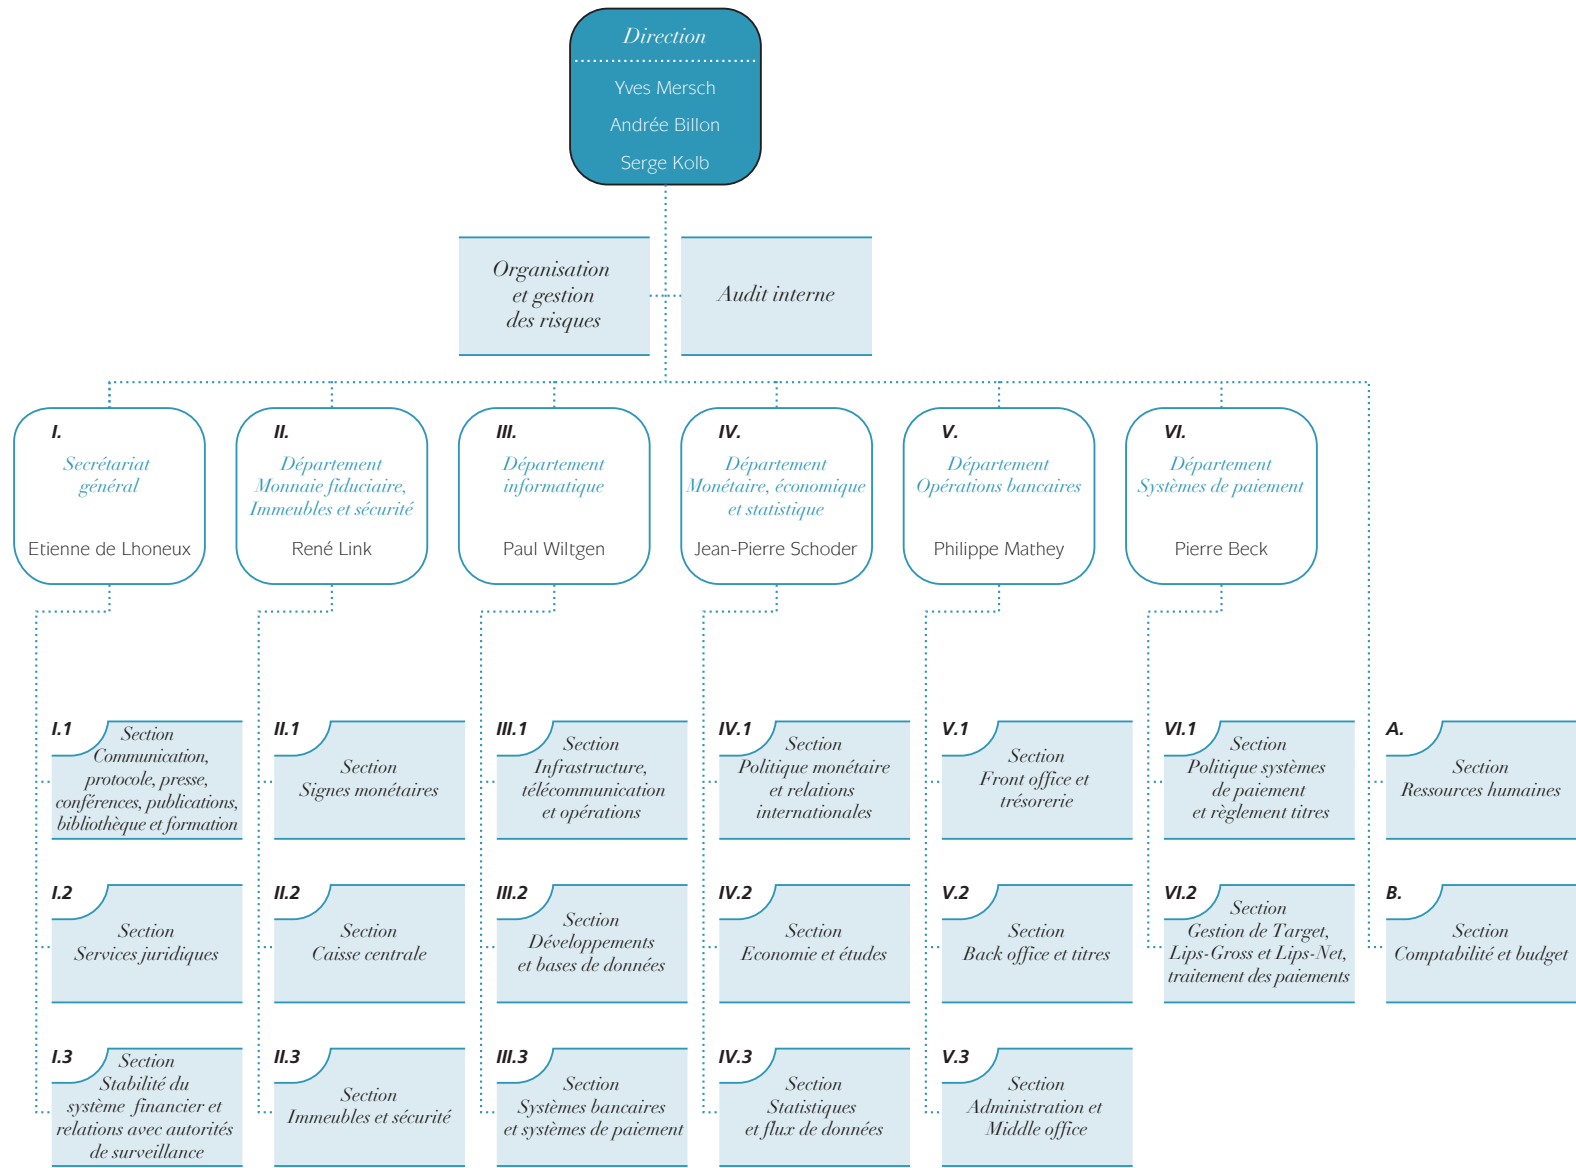 Direction
Yves Mersch
Andrée Billon
Serge Kolb
Organisation
et gestion
des risques
Audit interne
I.
Secrétariat
général
Etienne de Lhoneux
II.
Département
Monnaie fiduciaire,
Immeubles et sécurité
René Link
III.
Département
informatique
Paul Wiltgen
IV.
Département
Monétaire, économique
et statistique
Jean-Pierre Schoder
V.
Département
Opérations bancaires
Philippe Mathey
VI.
Département
Systèmes de paiement
Pierre Beck
I.1
Section
Communication,
protocole, presse,
conférences, publications,
bibliothèque et formation
II.1
Section
Signes monétaires
III.1
Section
Infrastructure,
télécommunication
et opérations
IV.1
Section
Politique monétaire
et relations
internationales
V.1
Section
Front office et
trésorerie
VI.1
Section
Politique systèmes
de paiement
et règlement titres
A.
Section
Ressources humaines
I.2
Section
Services juridiques
II.2
Section
Caisse centrale
III.2
Section
Développements
et bases de données
IV.2
Section
Economie et études
V.2
Section
Back office et titres
VI.2
Section
Gestion de Target,
Lips-Gross et Lips-Net,
traitement des paiements
B.
Section
Comptabilité et budget
I.3
Section
Stabilité du
système financier et
relations avec autorités
de surveillance
II.3
Section
Immeubles et sécurité
III.3
Section
Systèmes bancaires
et systèmes de paiement
IV.3
Section
Statistiques
et flux de données
V.3
Section
Administration et
Middle office